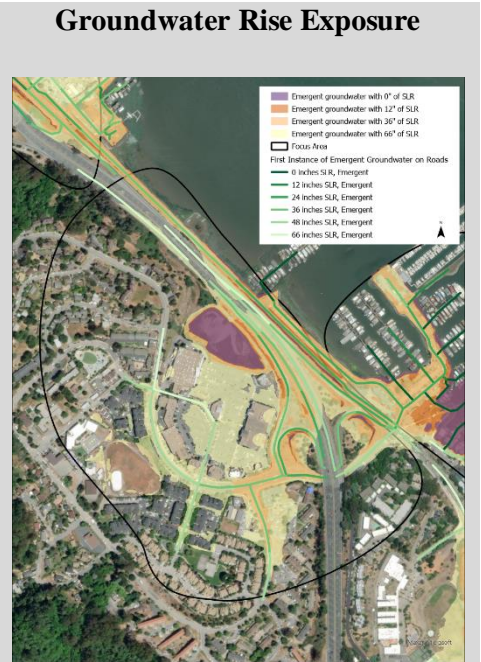 Groundwater Rise Exposure
Emergent groundwater with 0" of SLR
Emergent groundwater with 12" of SLR
Emergent groundwater with 36" of SLR
Emergent groundwater with 66" of SLR
Focus Area
First Instance of Emergent Groundwater on Roads
0 inches SLR, Emergent
12 inches SLR, Emergent
24 inches SLR, Emergent
36 inches SLR, Emergent
48 inches SLR, Emergent
66 inches SLR, Emergent